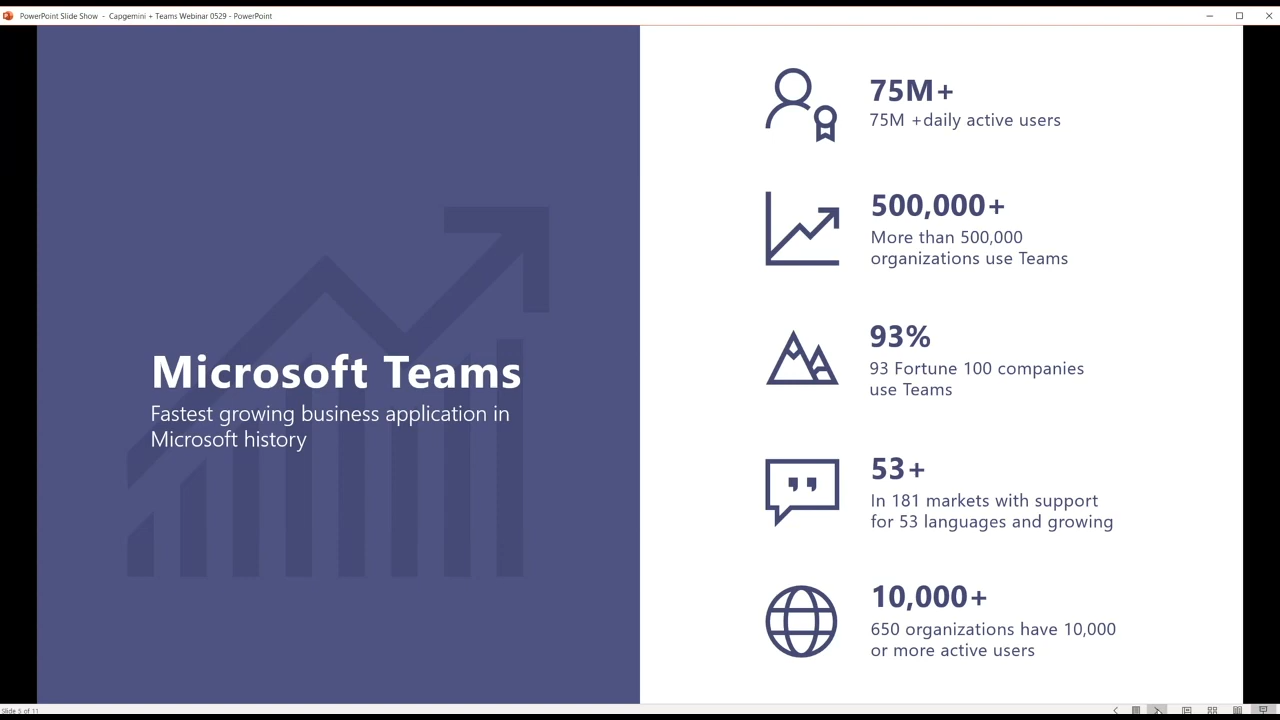 PowerPoint Slide Show - Capgemini + Teams Webinar 0529 - PowerPoint
Microsoft Teams
Fastest growing business application in
Microsoft history
75M+
75M +daily active users
500,000+
More than 500,000
organizations use Teams
93%
93 Fortune 100 companies
use Teams
53+
In 181 markets with support
for 53 languages and growing
10,000+
650 organizations have 10,000
or more active users
Slide 5 of 11